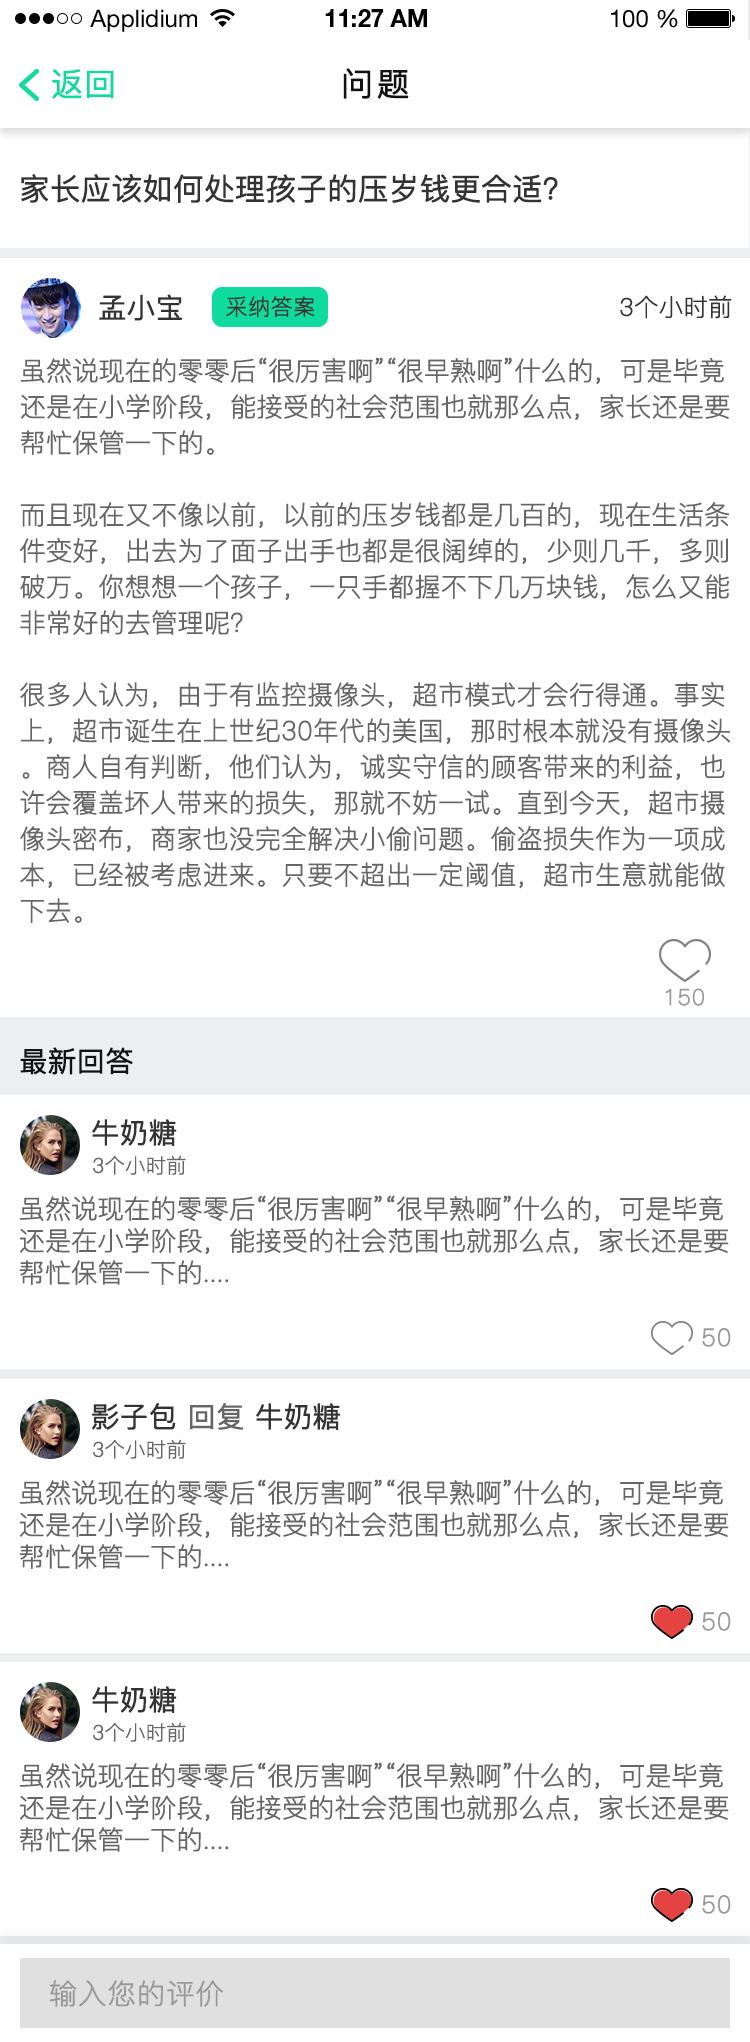 Applidium 11:27 AM 100 %
返回 问题
家长应该如何处理孩子的压岁钱更合适?
孟小宝 采纳答案 3个小时前
虽然说现在的零零后“很厉害啊”“很早熟啊”什么的，可是毕竟
还是在小学阶段，能接受的社会范围也就那么点，家长还是要
帮忙保管一下的。
而且现在又不像以前，以前的压岁钱都是几百的，现在生活条
件变好，出去为了面子出手也都是很阔绰的，少则几千，多则
破万。你想想一个孩子，一只手都握不下几万块钱，怎么又能
非常好的去管理呢?
很多人认为，由于有监控摄像头，超市模式才会行得通。事实
上，超市诞生在上世纪30年代的美国，那时根本就没有摄像头
。商人自有判断，他们认为，诚实守信的顾客带来的利益，也
许会覆盖坏人带来的损失，那就不妨一试。直到今天，超市摄
像头密布，商家也没完全解决小偷问题。偷盗损失作为一项成
本，已经被考虑进来。只要不超出一定阈值，超市生意就能做
下去。
150
最新回答
牛奶糖
3个小时前
虽然说现在的零零后“很厉害啊”“很早熟啊”什么的，可是毕竟
还是在小学阶段，能接受的社会范围也就那么点，家长还是要
帮忙保管一下的....
50
影子包 回复 牛奶糖
3个小时前
虽然说现在的零零后“很厉害啊”“很早熟啊”什么的，可是毕竟
还是在小学阶段，能接受的社会范围也就那么点，家长还是要
帮忙保管一下的....
50
牛奶糖
3个小时前
虽然说现在的零零后“很厉害啊”“很早熟啊”什么的，可是毕竟
还是在小学阶段，能接受的社会范围也就那么点，家长还是要
帮忙保管一下的....
50
输入您的评价